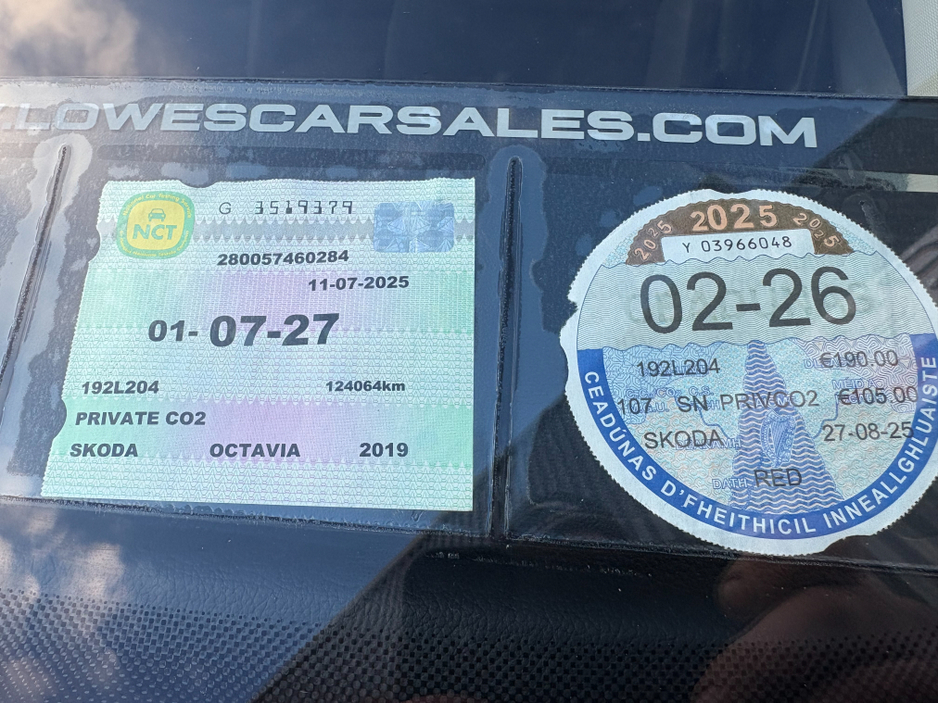 .LOWESCARSALES.COM
NCT
G 3519379
280057460284
11-07-2025
01-07-27
192L204 124064km
PRIVATE CO2
SKODA OCTAVIA 2019
2025 2025 2025
Y 03966048
02-26
192L204 €190.00
107 SN PRIVCO2 €105.00
SKODA 27-08-25
DATH RED
CEADÚNAS D'FHEITHICIL INNEALLGHLUAISTE